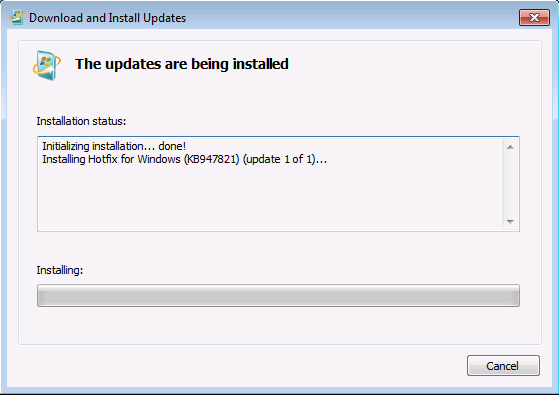 Download and Install Updates
The updates are being installed
Installation status:
Initializing installation... done!
Installing Hotfix for Windows (KB947821) (update 1 of 1)...
Installing:
Cancel